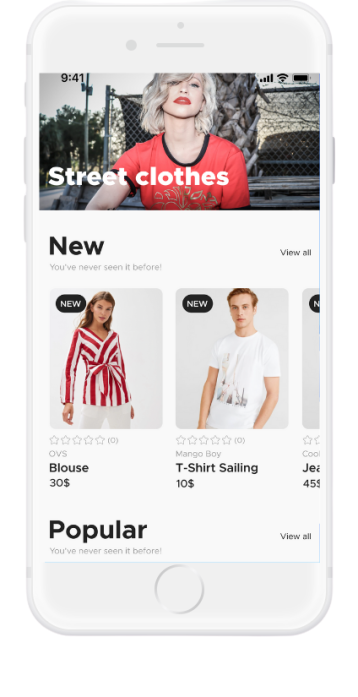 9:41
Street clothes
New
View all
You've never seen it before!
NEW
NEW
N
(0)
(0)
OVS
Mango Boy
Cool
Blouse
T-Shirt Sailing
Jea
30$
10$
45$
Popular
View all
You've never seen it before!